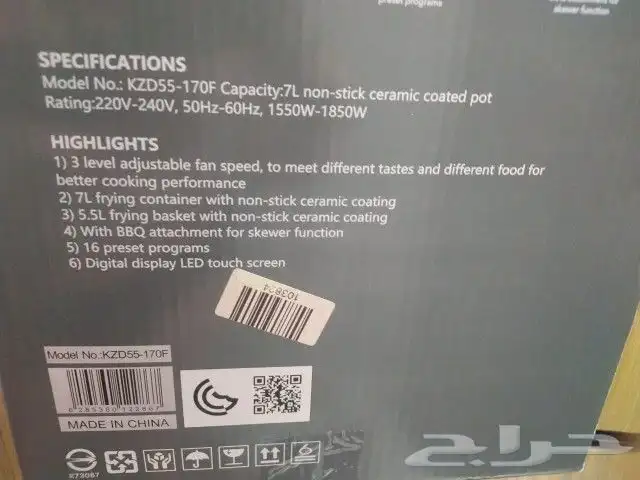 preset programs
skewer function
SPECIFICATIONS
Model No.: KZD55-170F Capacity:7L non-stick ceramic coated pot
Rating:220V-240V, 50Hz-60Hz, 1550W-1850W
HIGHLIGHTS
1) 3 level adjustable fan speed, to meet different tastes and different food for
better cooking performance
2) 7L frying container with non-stick ceramic coating
3) 5.5L frying basket with non-stick ceramic coating
4) With BBQ attachment for skewer function
5) 16 preset programs
6) Digital display LED touch screen
Model No.:KZD55-170F
MADE IN CHINA
حراج